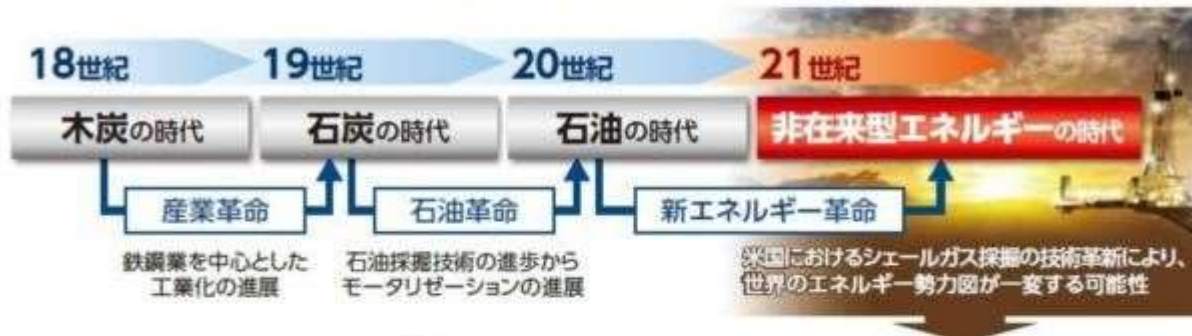 18世紀
19世紀
20世紀
21世紀
木炭の時代
石炭の時代
石油の時代
非在来型エネルギーの時代
産業革命
石油革命
新エネルギー革命
鉄鋼業を中心とした
工業化の進展
石油採掘技術の進歩から
モータリゼーションの進展
米国におけるシェールガス採掘の技術革新により、
世界のエネルギー勢力図が一変する可能性